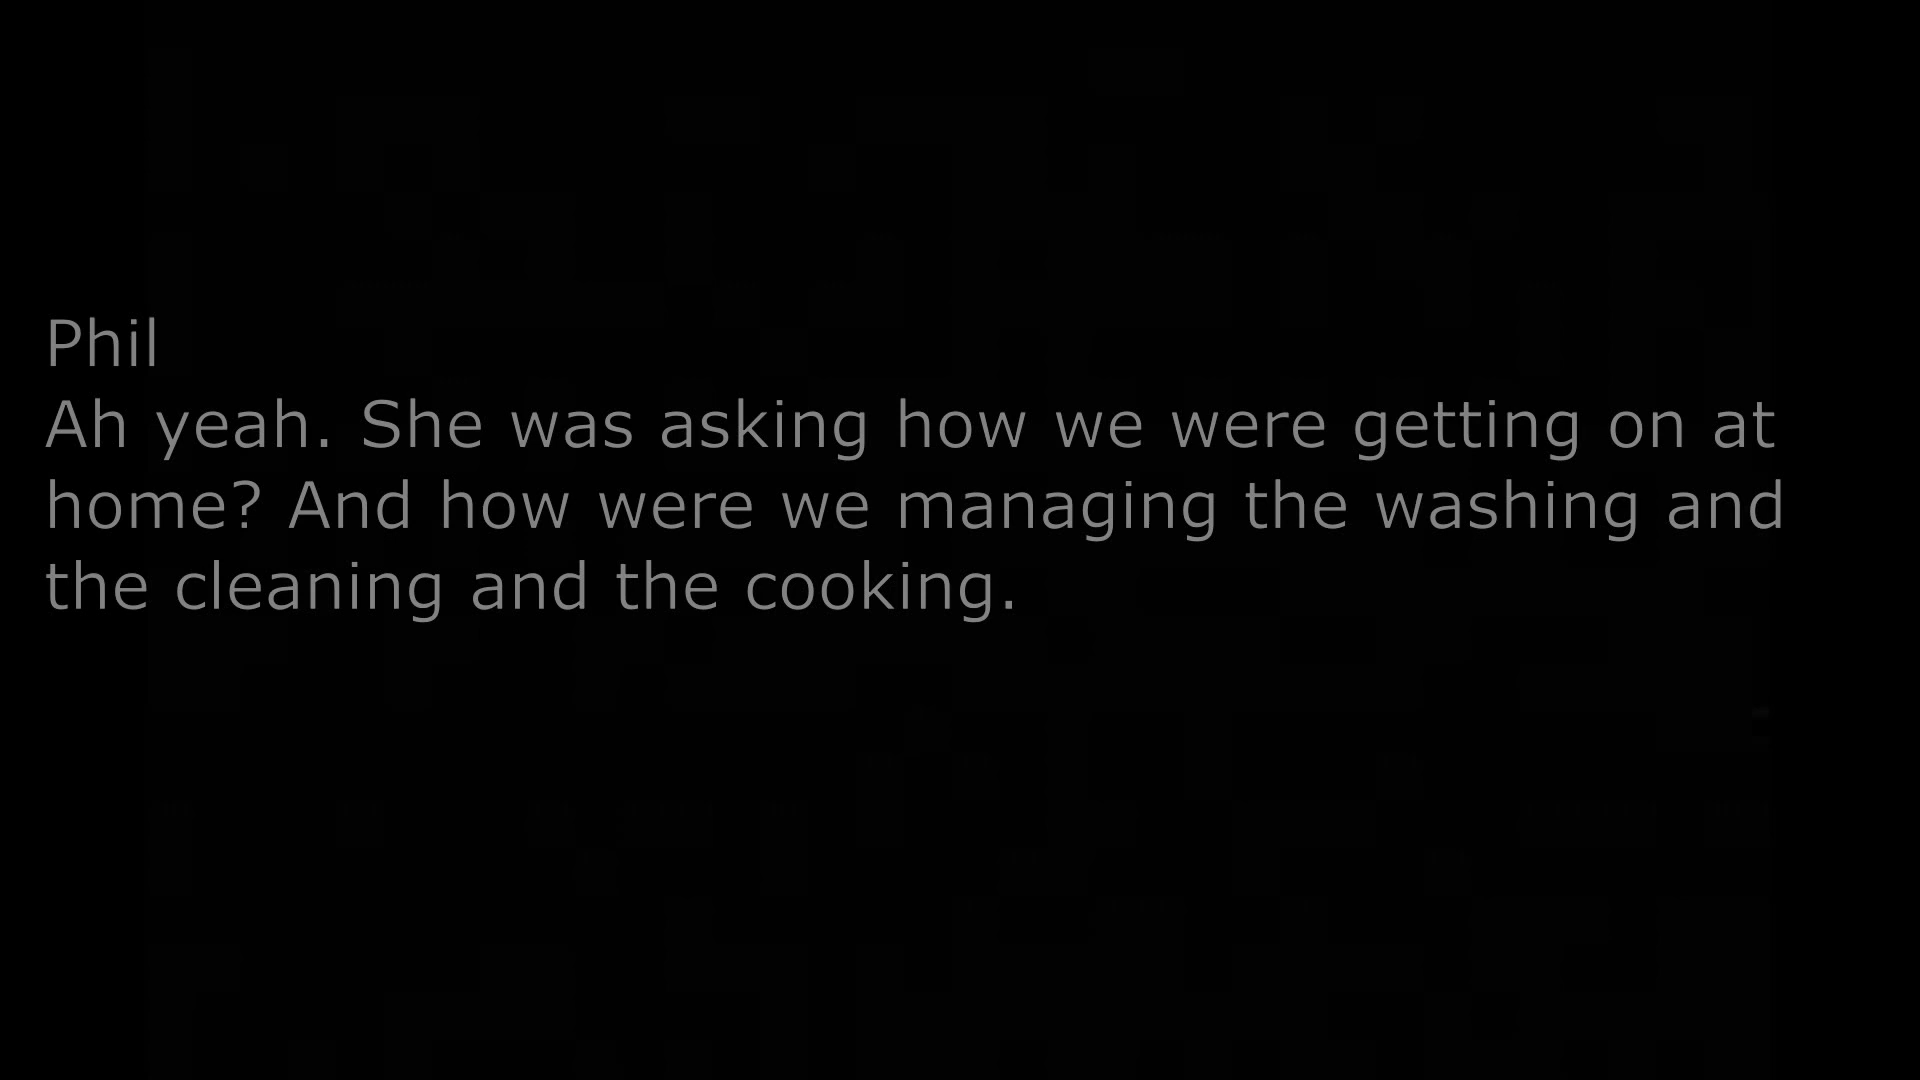 Phil
Ah yeah. She was asking how we were getting on at
home? And how were we managing the washing and
the cleaning and the cooking.